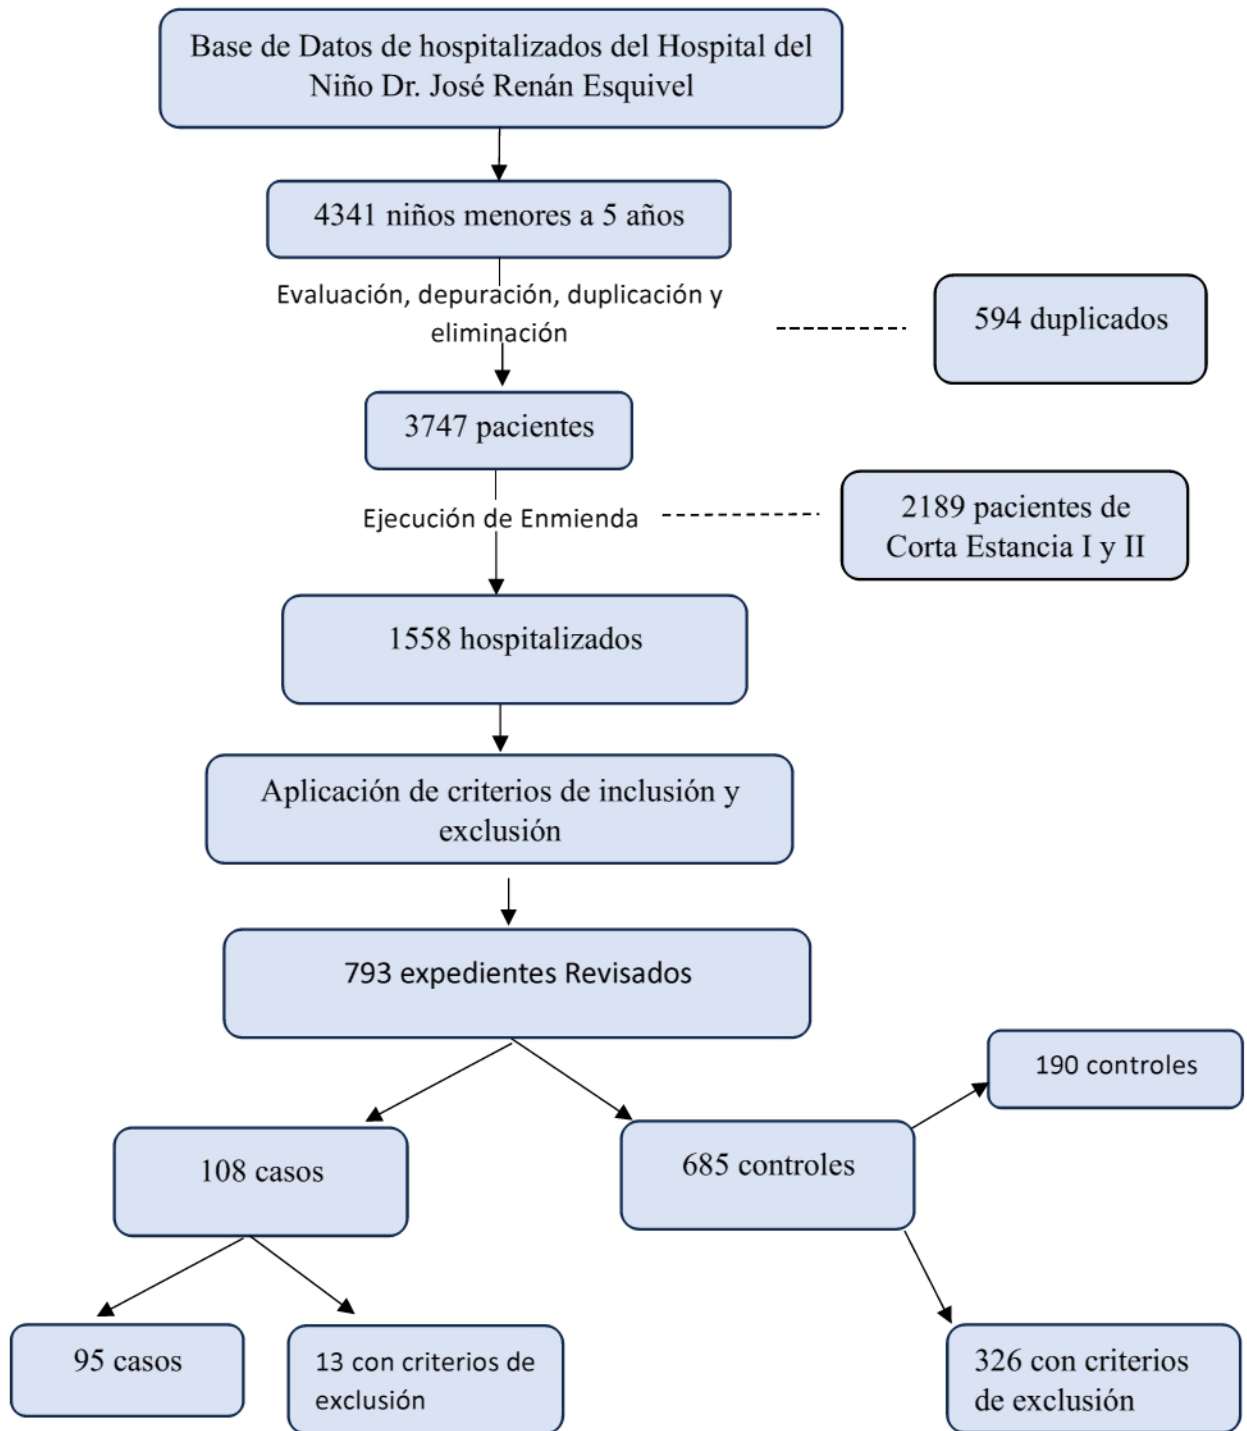 Base de Datos de hospitalizados del Hospital del
Niño Dr. José Renán Esquivel
4341 niños menores a 5 años
Evaluación, depuración, duplicación y
eliminación
594 duplicados
3747 pacientes
Ejecución de Enmienda
2189 pacientes de
Corta Estancia I y II
1558 hospitalizados
Aplicación de criterios de inclusión y
exclusión
793 expedientes Revisados
190 controles
108 casos
685 controles
95 casos
13 con criterios de
exclusión
326 con criterios
de exclusión